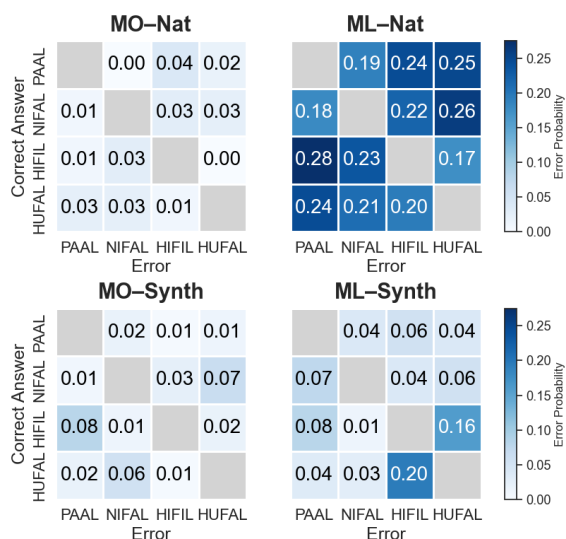 MO–Nat
ML–Nat
Correct Answer
PAAL
0.00 0.04 0.02
NIFAL
0.01 0.03 0.03
HIFIL
0.01 0.03 0.00
HUFAL
0.03 0.03 0.01
PAAL NIFAL HIFIL HUFAL
Error
0.19 0.24 0.25
0.18 0.22 0.26
0.28 0.23 0.17
0.24 0.21 0.20
PAAL NIFAL HIFIL HUFAL
Error
0.25
0.20
0.15
0.10
0.05
0.00
Error Probability
MO–Synth
ML–Synth
Correct Answer
PAAL
0.02 0.01 0.01
NIFAL
0.01 0.03 0.07
HIFIL
0.08 0.01 0.02
HUFAL
0.02 0.06 0.01
PAAL NIFAL HIFIL HUFAL
Error
0.04 0.06 0.04
0.07 0.04 0.06
0.08 0.01 0.16
0.04 0.03 0.20
PAAL NIFAL HIFIL HUFAL
Error
0.25
0.20
0.15
0.10
0.05
0.00
Error Probability